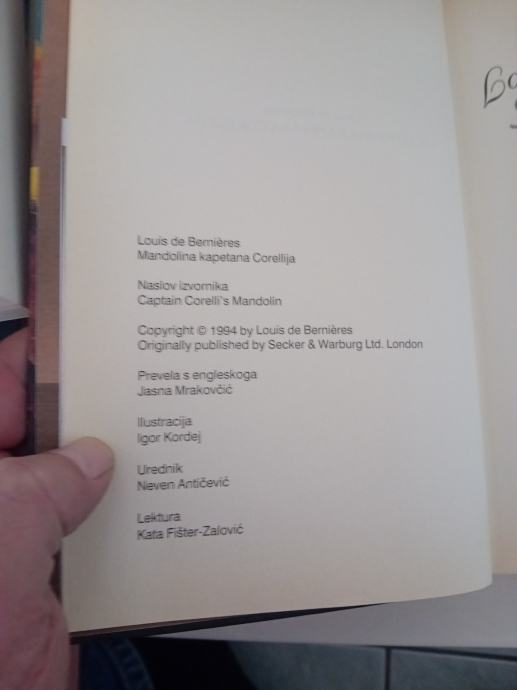 Louis de Bernières
Mandolina kapetana Corellija
Naslov izvornika
Captain Corelli's Mandolin
Copyright © 1994 by Louis de Bernières
Originally published by Secker & Warburg Ltd. London
Prevela s engleskoga
Jasna Mrakovčić
Ilustracija
Igor Kordej
Urednik
Neven Antičević
Lektura
Kata Fišter-Zalović